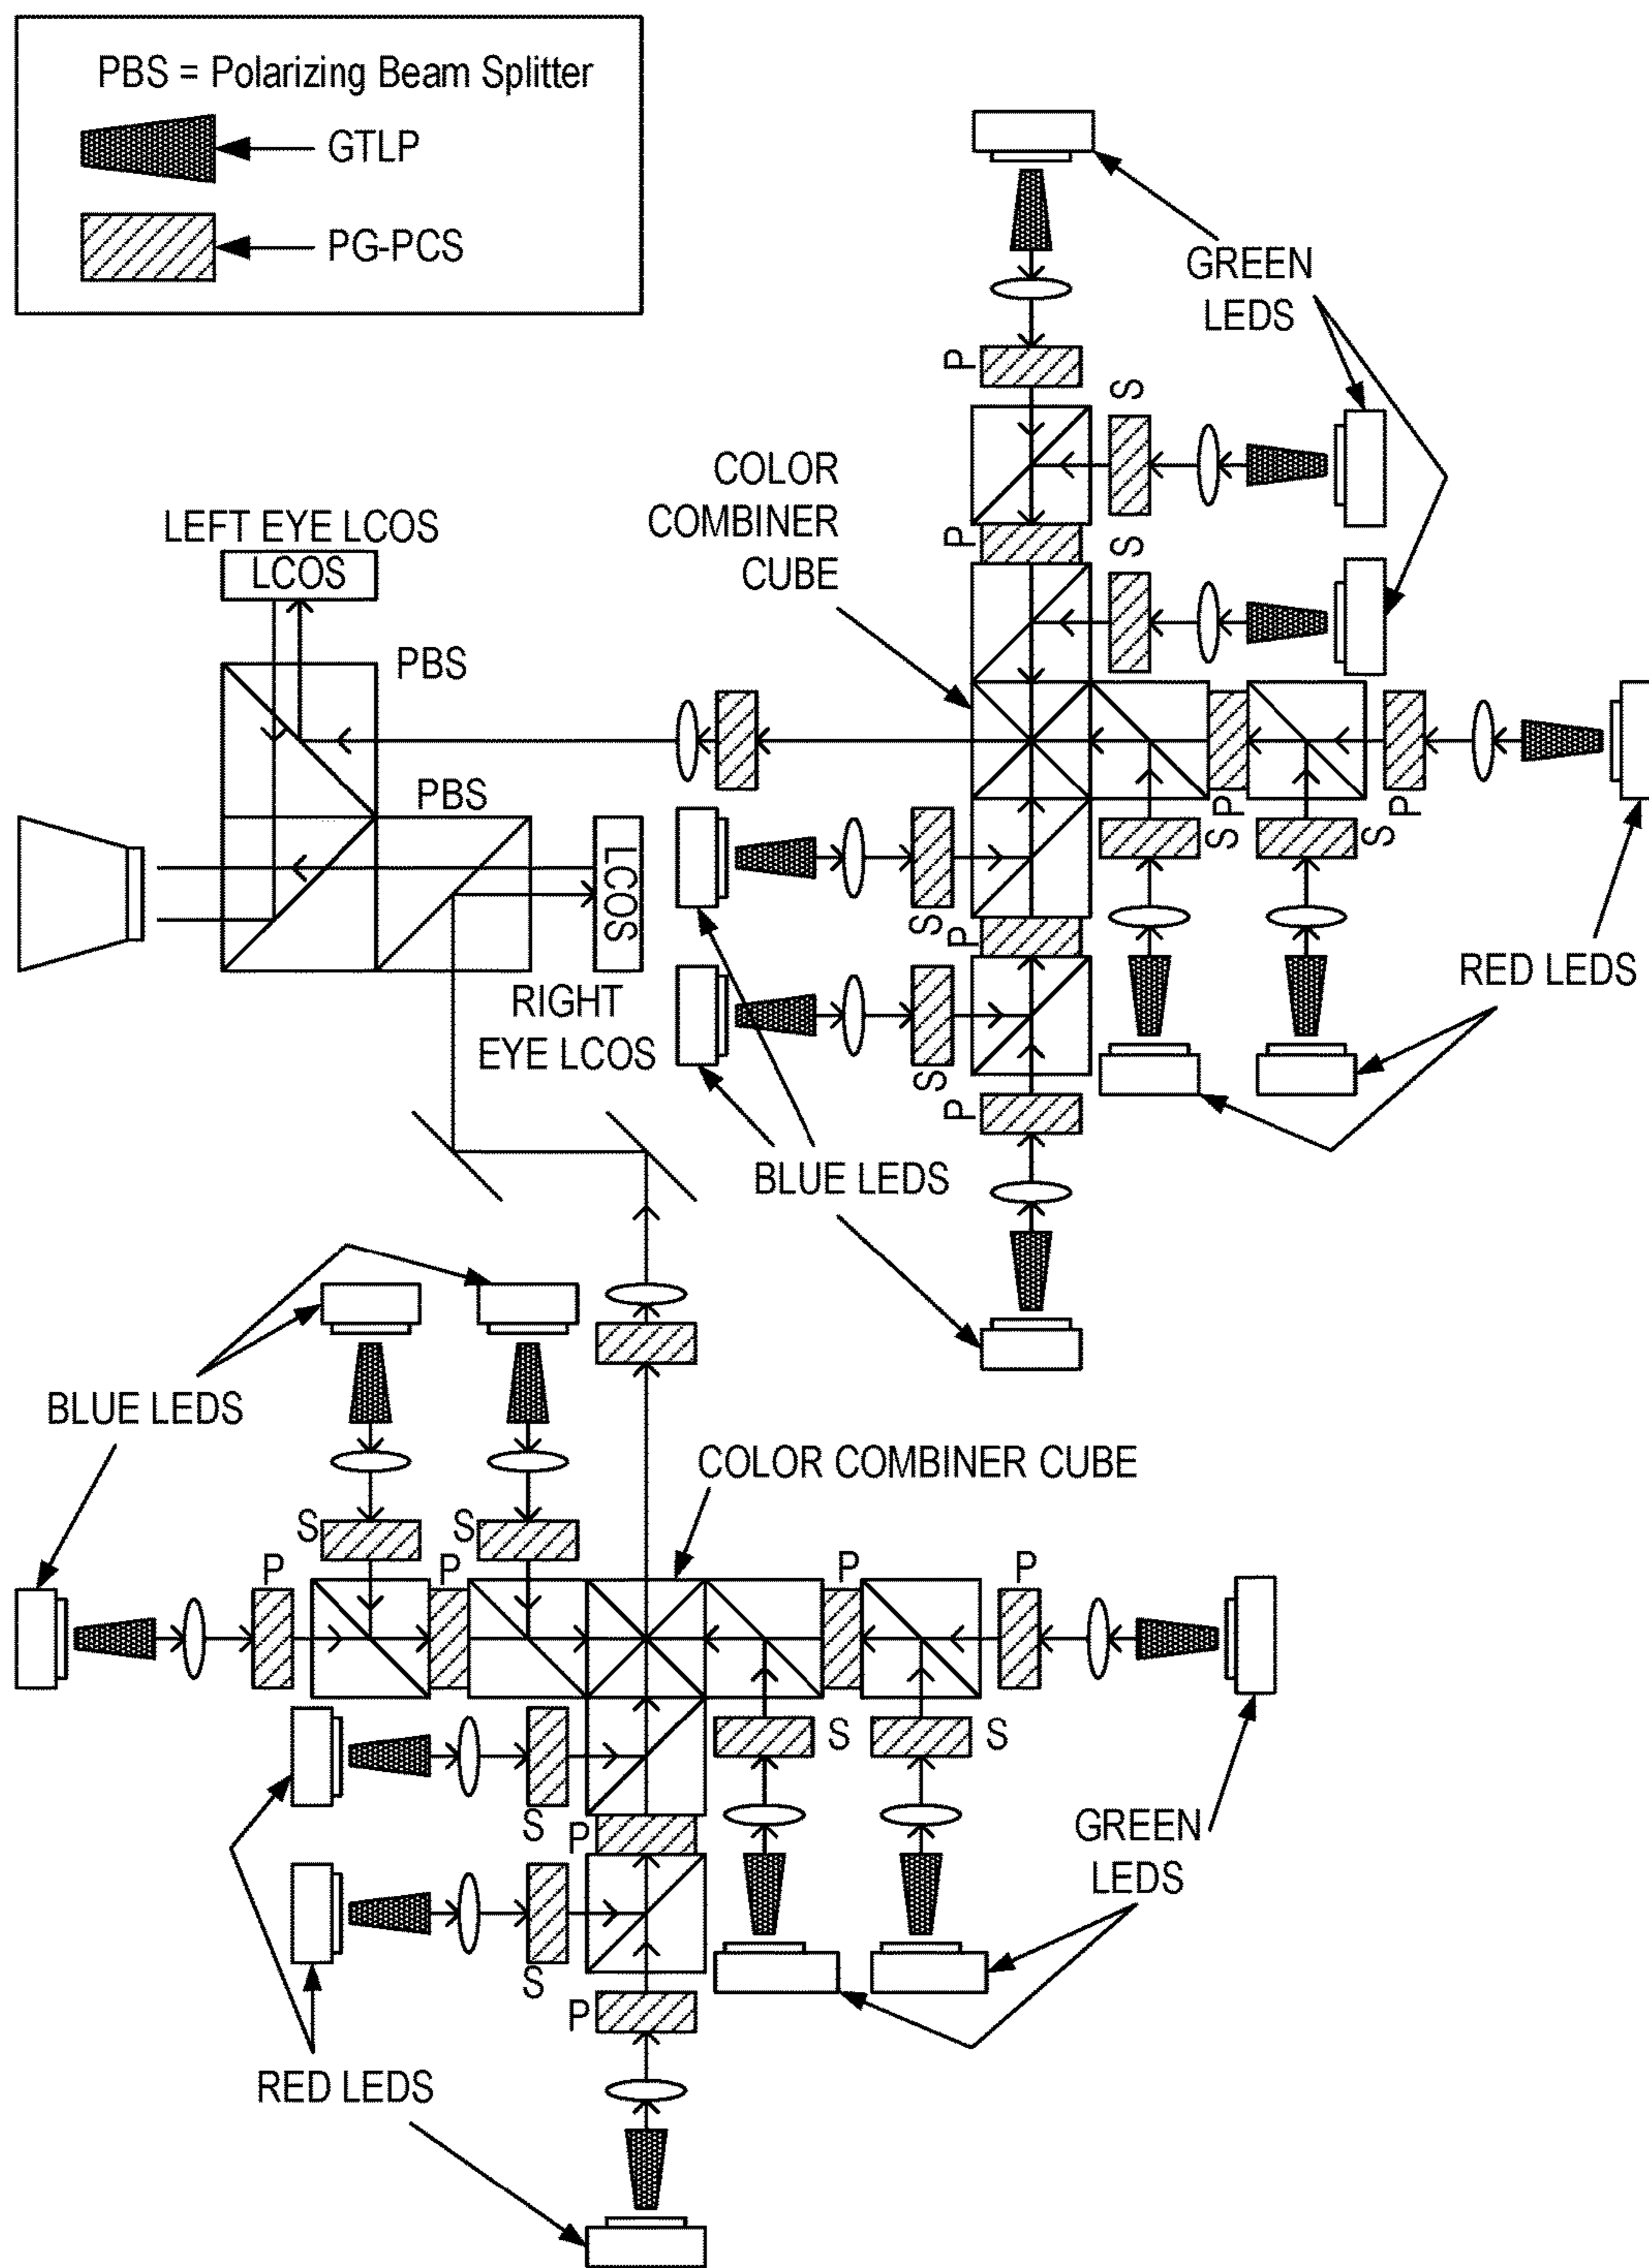 PBS = Polarizing Beam Splitter
GTLP
PG-PCS
GREEN
LEDS
P
S
COLOR
COMBINER
CUBE
P
S
LEFT EYE LCOS
LCOS
PBS
PBS
LCOS
P
P
S
S
S
P
RED LEDS
RIGHT
EYE LCOS
S
P
BLUE LEDS
BLUE LEDS
COLOR COMBINER CUBE
S
S
P
P
P
P
S
S
S
P
GREEN
LEDS
S
P
RED LEDS